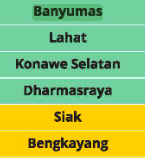 Banyumas
Lahat
Konawe Selatan
Dharmasraya
Siak
Bengkayang